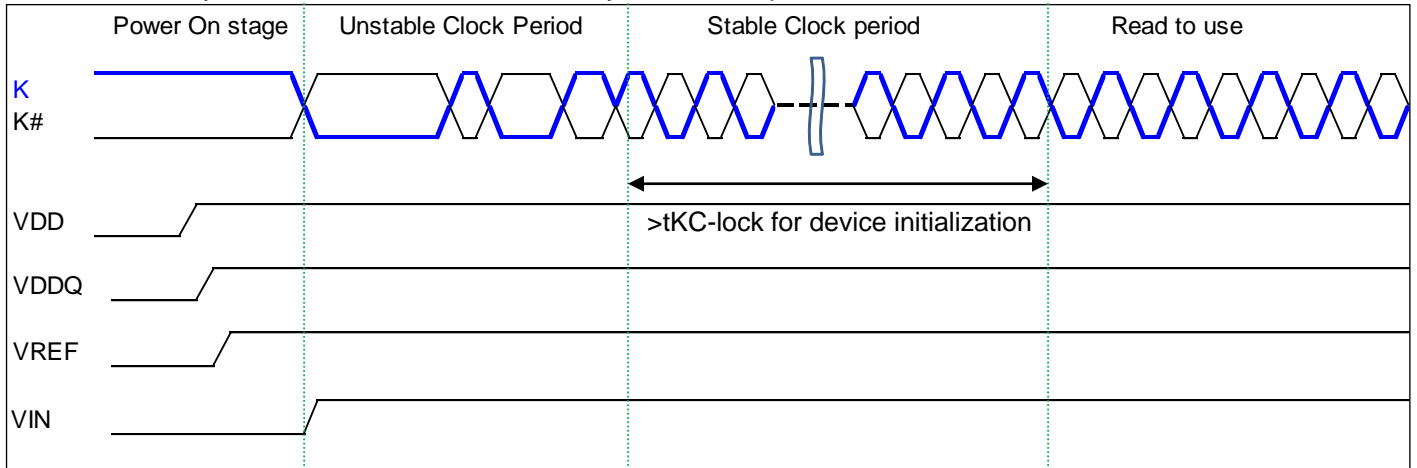 Power On stage
Unstable Clock Period
Stable Clock period
Read to use
K
K#
VDD
>tKC-lock for device initialization
VDDQ
VREF
VIN